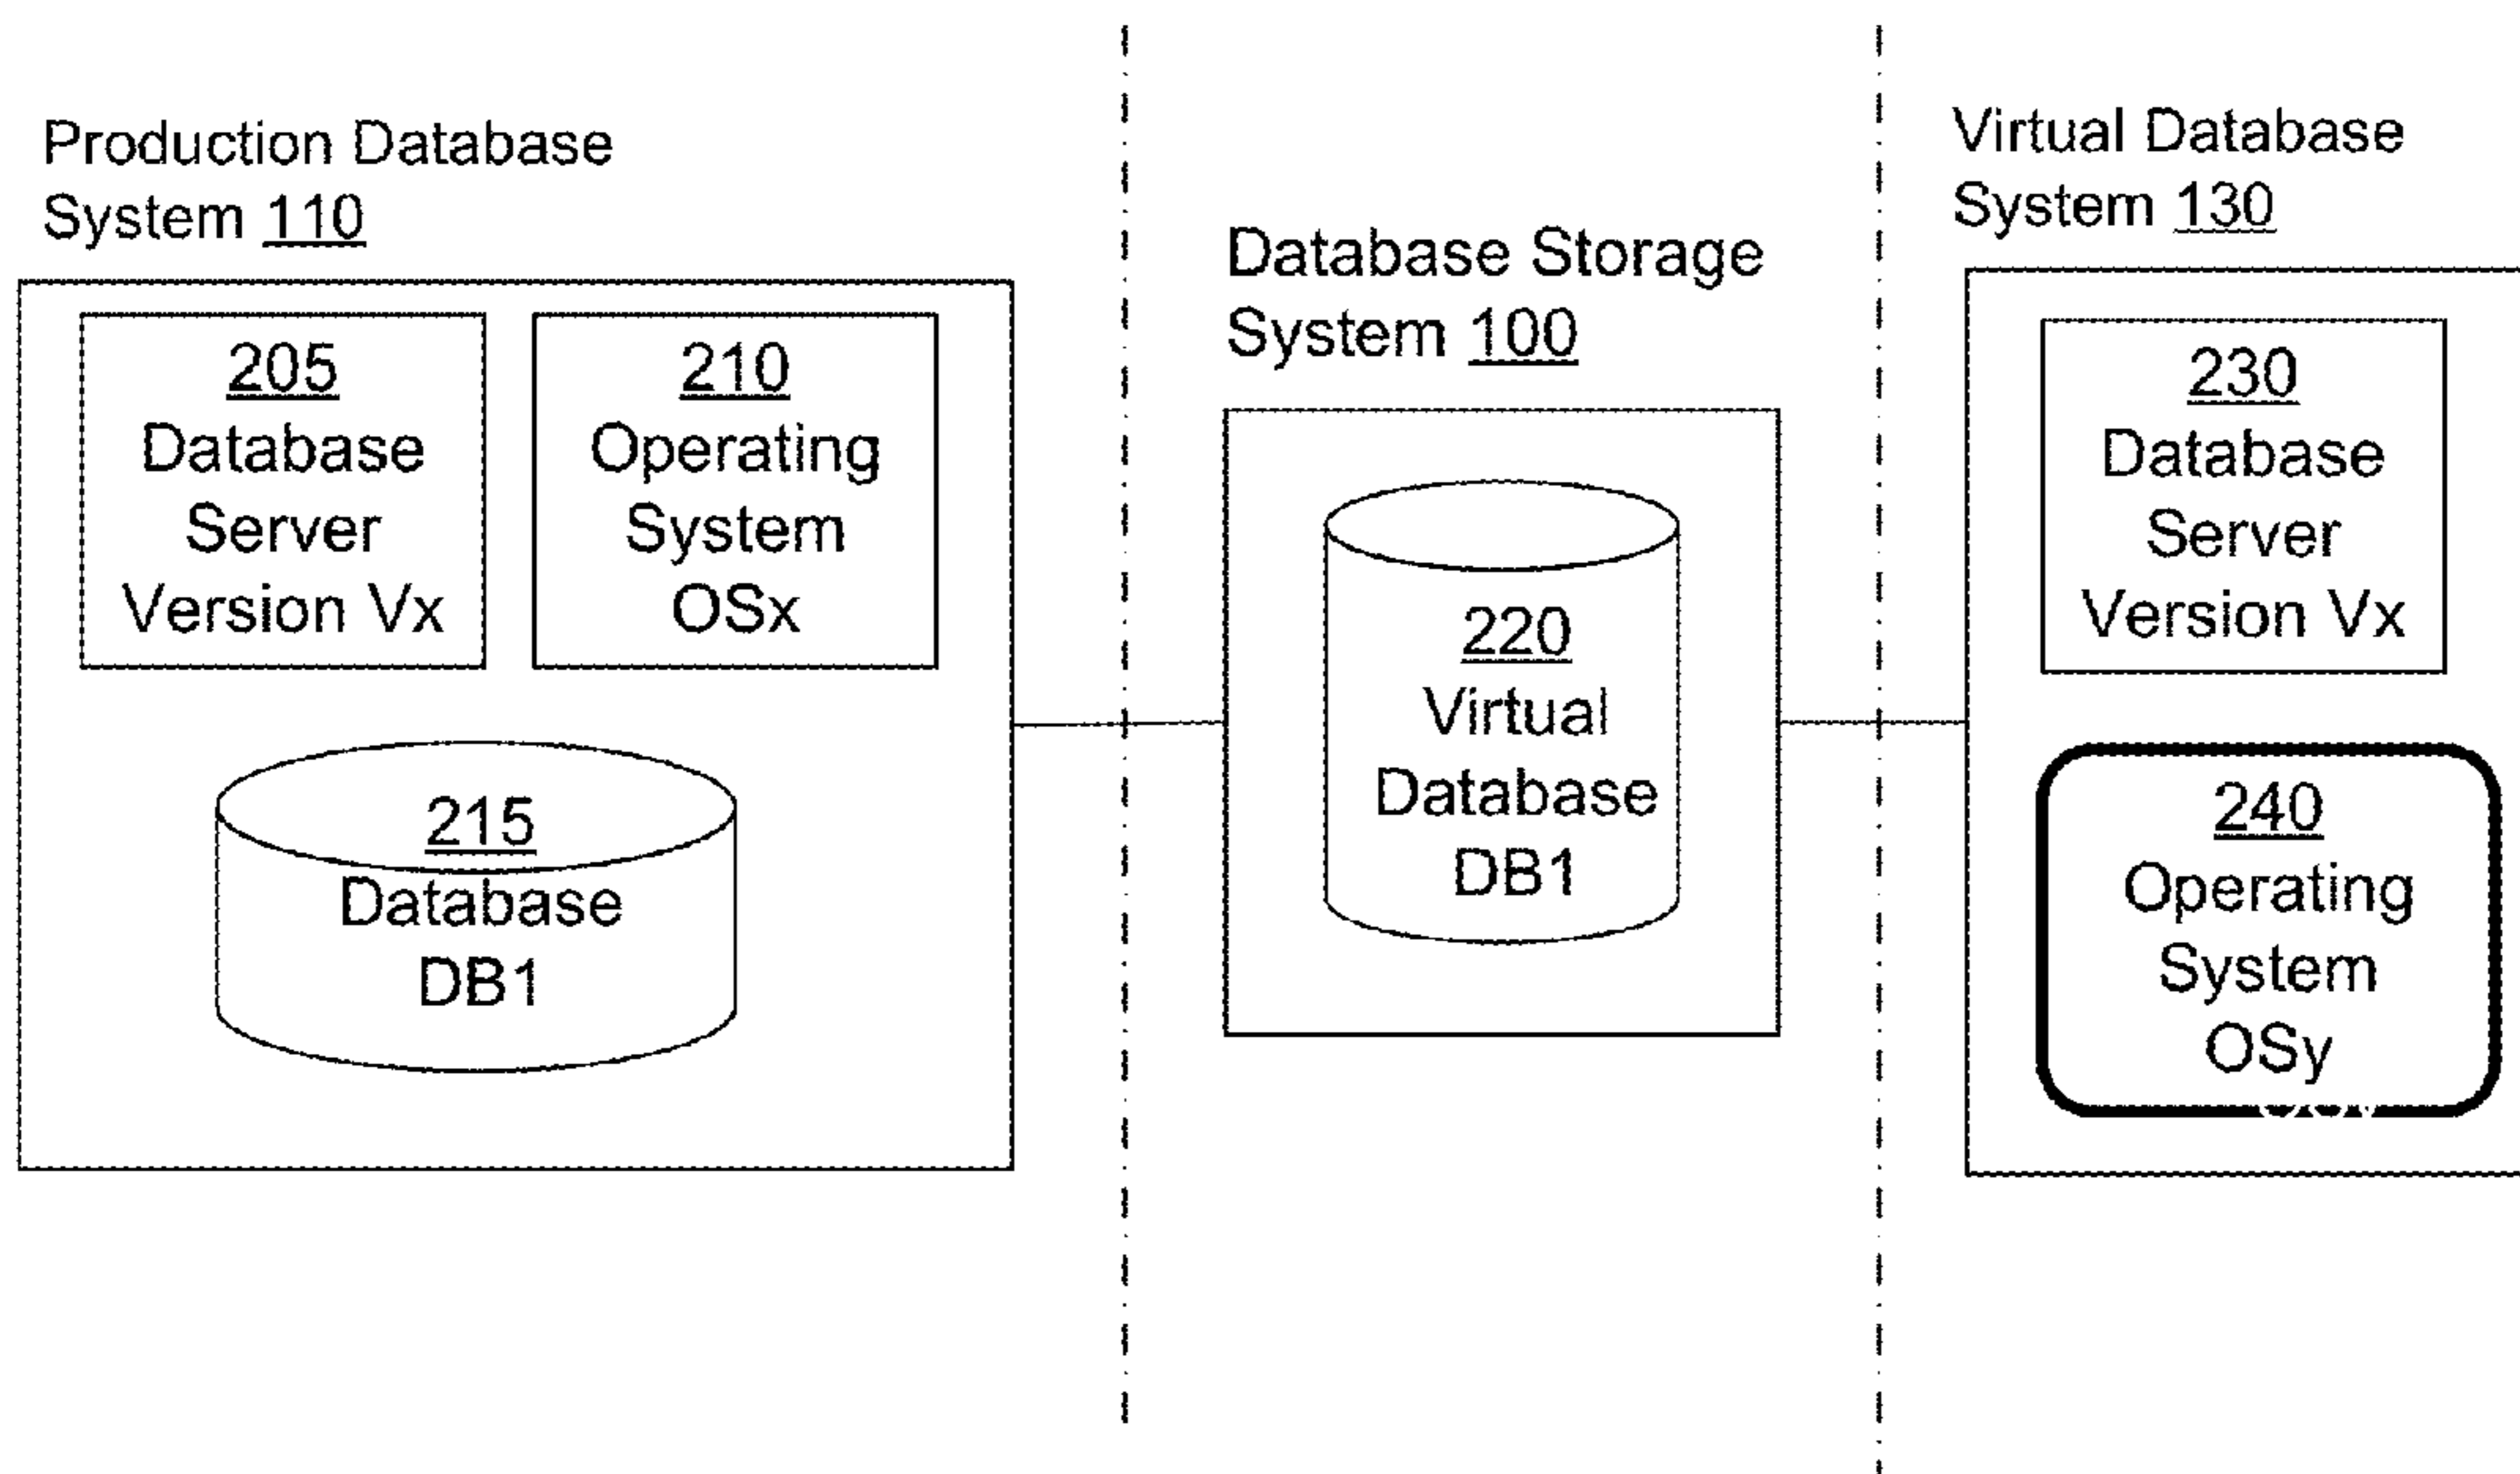 Production Database
System 110
205
Database
Server
Version Vx
210
Operating
System
OSx
215
Database
DB1
Database Storage
System 100
220
Virtual
Database
DB1
Virtual Database
System 130
230
Database
Server
Version Vx
240
Operating
System
OSy